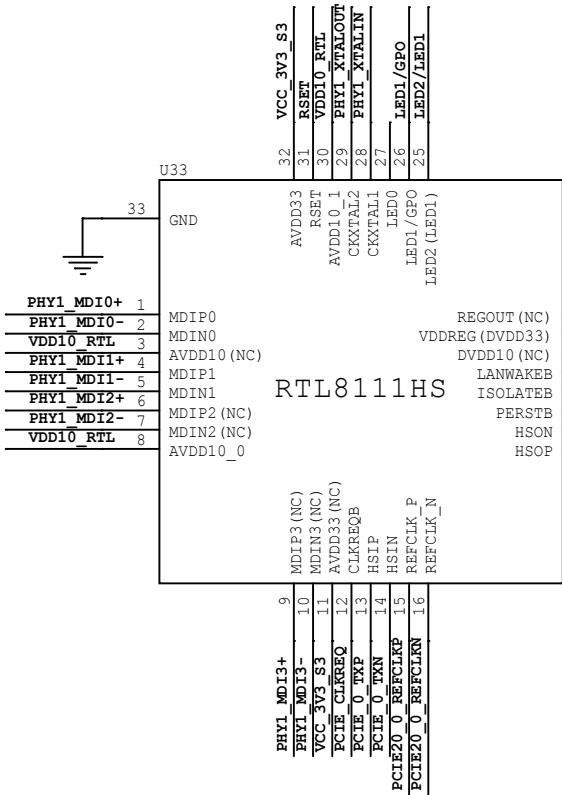 VCC_3V3_S3
RSET
VDD10_RTL
PHY1_XTALOUT
PHY1_XTALIN
LED1/GPO
LED2/LED1
32
31
30
29
28
27
26
25
U33
AVDD33
RSET
AVDD10_1
CKXTAL2
CKXTAL1
LED0
LED1/GPO
LED2(LED1)
33 GND
PHY1_MDI0+ 1 MDIP0
PHY1_MDI0- 2 MDIN0
VDD10_RTL 3 AVDD10(NC)
PHY1_MDI1+ 4 MDIP1
PHY1_MDI1- 5 MDIN1
PHY1_MDI2+ 6 MDIP2(NC)
PHY1_MDI2- 7 MDIN2(NC)
VDD10_RTL 8 AVDD10_0
RTL8111HS
REGOUT(NC)
VDDREG(DVDD33)
DVDD10(NC)
LANWAKEB
ISOLATEB
PERSTB
HSON
HSOP
MDIP3(NC)
MDIN3(NC)
AVDD33(NC)
CLKREQB
HSIP
HSIN
REFCLK_P
REFCLK_N
9
10
11
12
13
14
15
16
PHY1_MDI3+
PHY1_MDI3-
VCC_3V3_S3
PCIE_CLKREQ
PCIE_0_TXP
PCIE_0_TXN
PCIE20_0_REFCLKP
PCIE20_0_REFCLKN